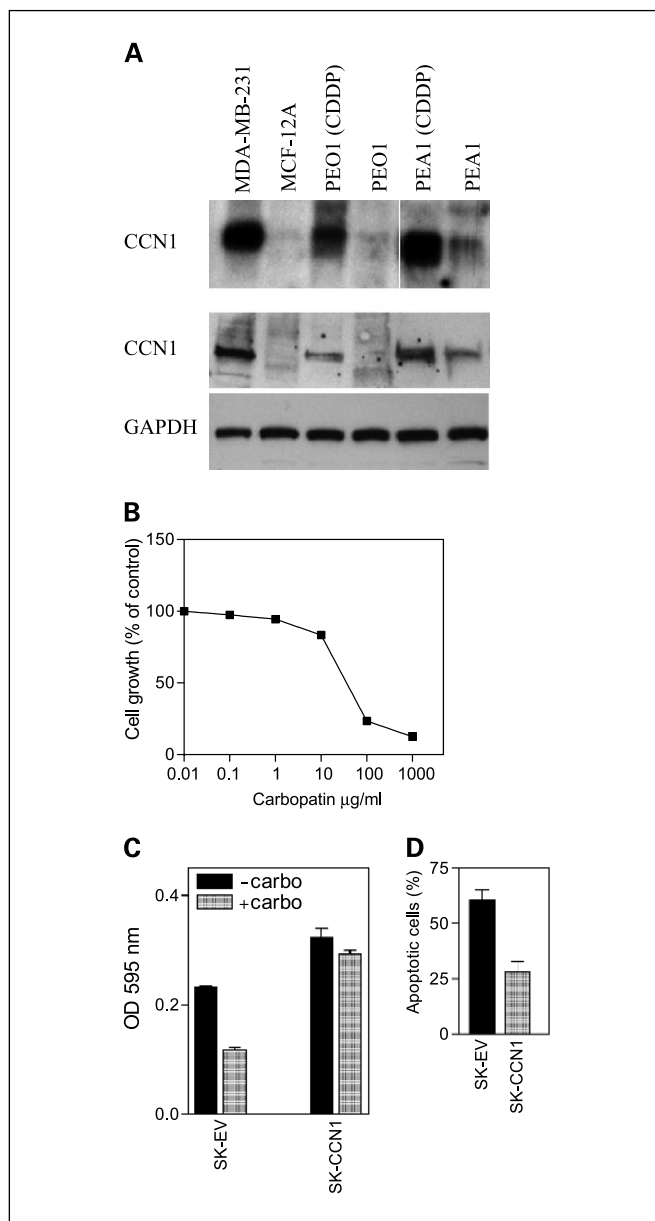 A
MDA-MB-231
MCF-12A
PEO1 (CDDP)
PEO1
PEA1 (CDDP)
PEA1
CCN1
CCN1
GAPDH
B
Cell growth (% of control)
150
100
50
0
0.01 0.1 1 10 100 1000
Carbopatin µg/ml
C
OD 595 nm
0.4
0.2
0.0
-carbo
+carbo
SK-EV
SK-CCN1
D
Apoptotic cells (%)
75
50
25
0
SK-EV
SK-CCN1